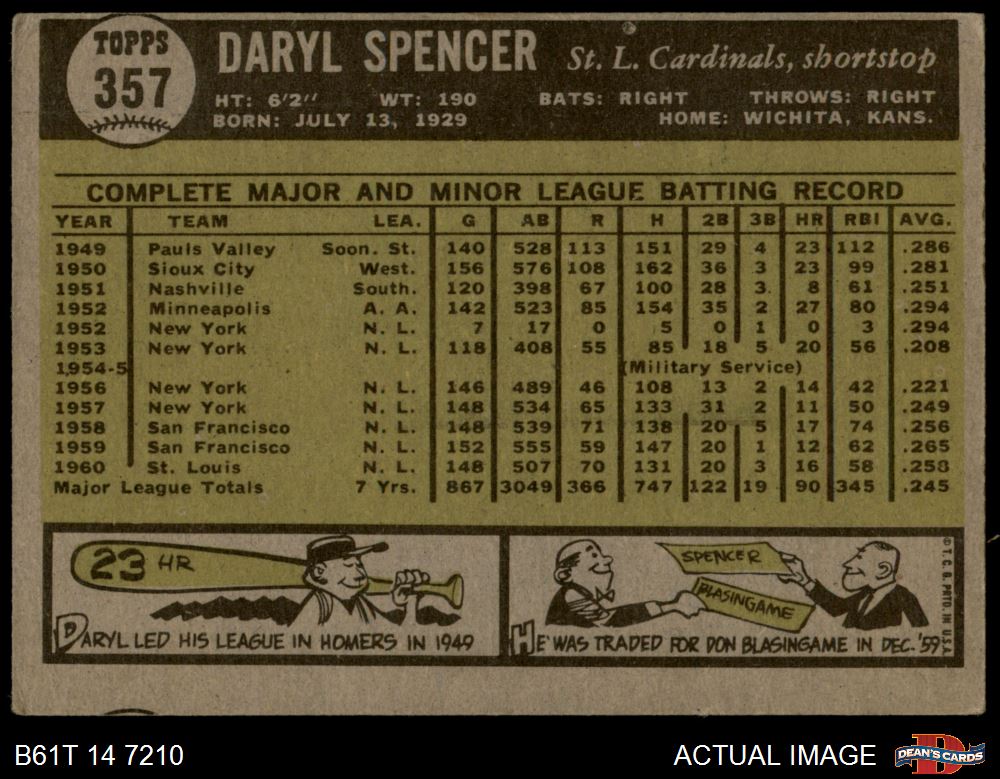 TOPPS
357
DARYL SPENCER St. L. Cardinals, shortstop
HT: 6'2'' WT: 190 BATS: RIGHT THROWS: RIGHT
BORN: JULY 13, 1929 HOME: WICHITA, KANS.
COMPLETE MAJOR AND MINOR LEAGUE BATTING RECORD
YEAR TEAM LEA. G AB R H 2B 3B HR RBI AVG.
1949 Pauls Valley Soon. St. 140 528 113 151 29 4 23 112 .286
1950 Sioux City West. 156 576 108 162 36 3 23 99 .281
1951 Nashville South. 120 398 67 100 28 3 8 61 .251
1952 Minneapolis A. A. 142 523 85 154 35 2 27 80 .294
1952 New York N. L. 7 17 0 5 0 1 0 3 .294
1953 New York N. L. 118 408 55 85 18 5 20 56 .208
1954-5 (Military Service)
1956 New York N. L. 146 489 46 108 13 2 14 42 .221
1957 New York N. L. 148 534 65 133 31 2 11 50 .249
1958 San Francisco N. L. 148 539 71 138 20 5 17 74 .256
1959 San Francisco N. L. 152 555 59 147 20 1 12 62 .265
1960 St. Louis N. L. 148 507 70 131 20 3 16 58 .258
Major League Totals 7 Yrs. 867 3049 366 747 122 19 90 345 .245
23 HR
DARYL LED HIS LEAGUE IN HOMERS IN 1949
SPENCER
BLASINGAME
HE WAS TRADED FOR DON BLASINGAME IN DEC. '59
© T. C. G. PRTD. IN U.S.A.
B61T 14 7210 ACTUAL IMAGE
D
DEAN'S CARDS